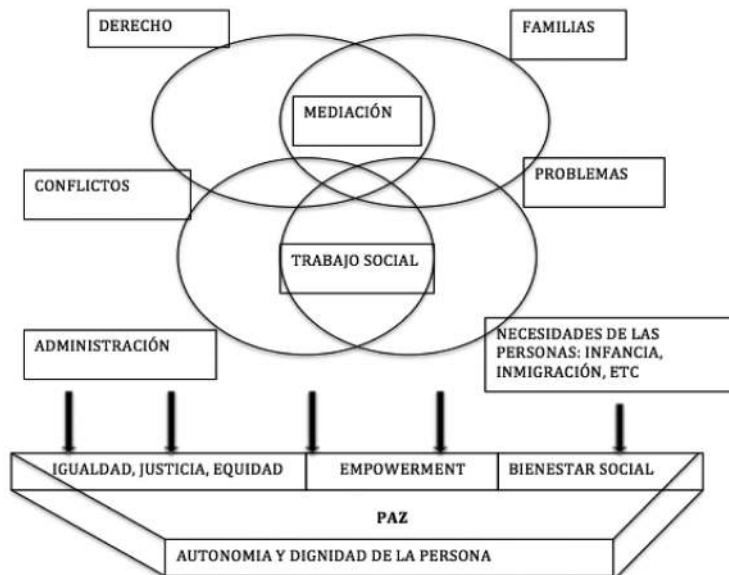 DERECHO
FAMILIAS
MEDIACIÓN
CONFLICTOS
PROBLEMAS
TRABAJO SOCIAL
ADMINISTRACIÓN
NECESIDADES DE LAS
PERSONAS: INFANCIA,
INMIGRACIÓN, ETC
IGUALDAD, JUSTICIA, EQUIDAD
EMPOWERMENT
BIENESTAR SOCIAL
PAZ
AUTONOMIA Y DIGNIDAD DE LA PERSONA